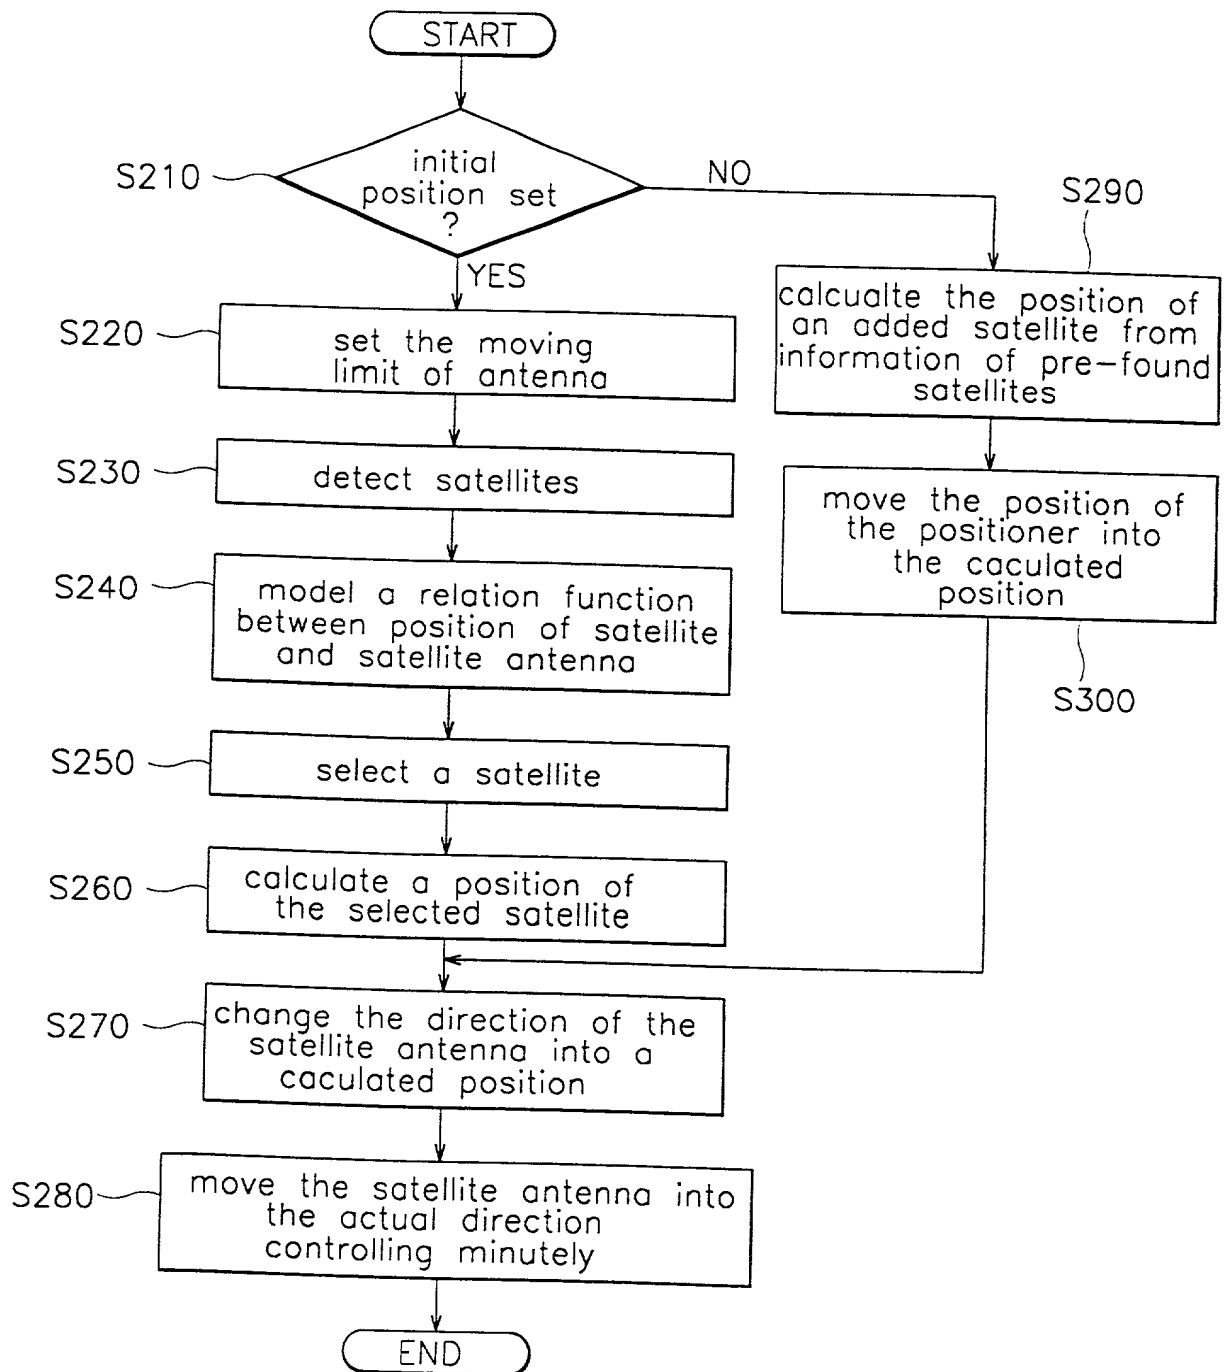 START
S210
initial
position set
?
NO
YES
S220
set the moving
limit of antenna
S230
detect satellites
S240
model a relation function
between position of satellite
and satellite antenna
S250
select a satellite
S260
calculate a position of
the selected satellite
S290
calcualte the position of
an added satellite from
information of pre-found
satellites
move the position of
the positioner into
the caculated
position
S300
S270
change the direction of the
satellite antenna into a
caculated position
S280
move the satellite antenna into
the actual direction
controlling minutely
END